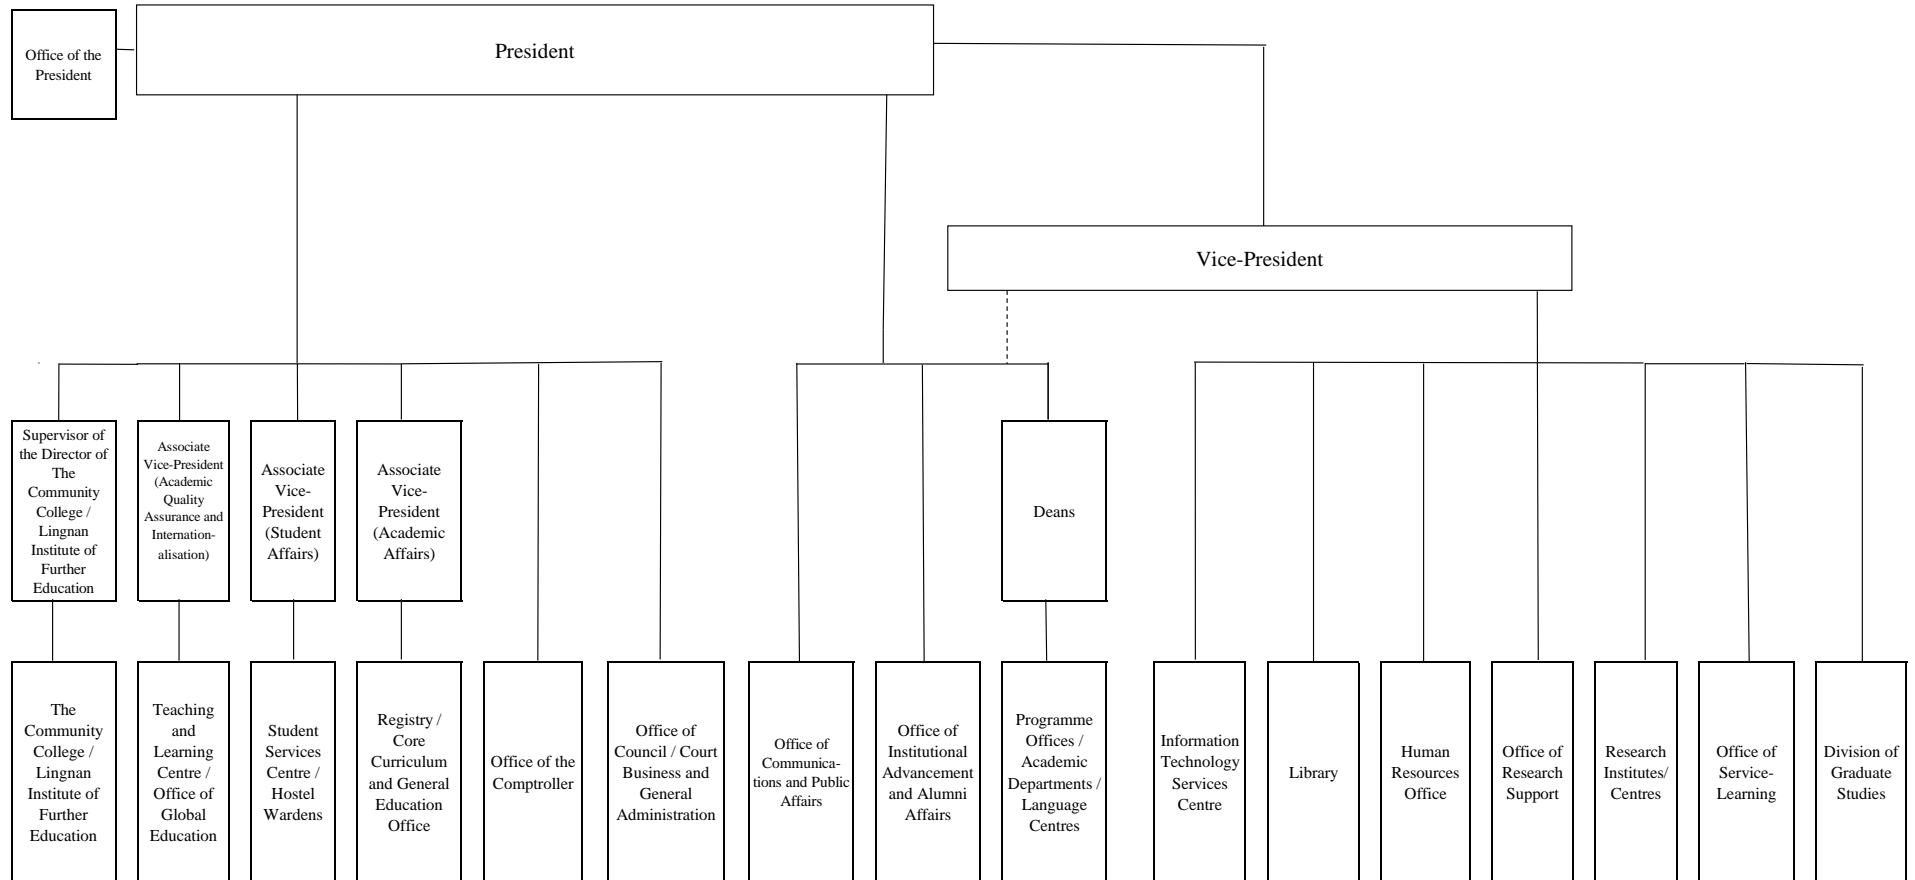 Office of the
President
President
Vice-President
Supervisor of
the Director of
The
Community
College /
Lingnan
Institute of
Further
Education
Associate
Vice-President
(Academic
Quality
Assurance and
Internation-
alisation)
Associate
Vice-
President
(Student
Affairs)
Associate
Vice-
President
(Academic
Affairs)
Deans
The
Community
College /
Lingnan
Institute of
Further
Education
Teaching
and
Learning
Centre /
Office of
Global
Education
Student
Services
Centre /
Hostel
Wardens
Registry /
Core
Curriculum
and General
Education
Office
Office of the
Comptroller
Office of
Council / Court
Business and
General
Administration
Office of
Communica-
tions and Public
Affairs
Office of
Institutional
Advancement
and Alumni
Affairs
Programme
Offices /
Academic
Departments /
Language
Centres
Information
Technology
Services
Centre
Library
Human
Resources
Office
Office of
Research
Support
Research
Institutes/
Centres
Office of
Service-
Learning
Division of
Graduate
Studies